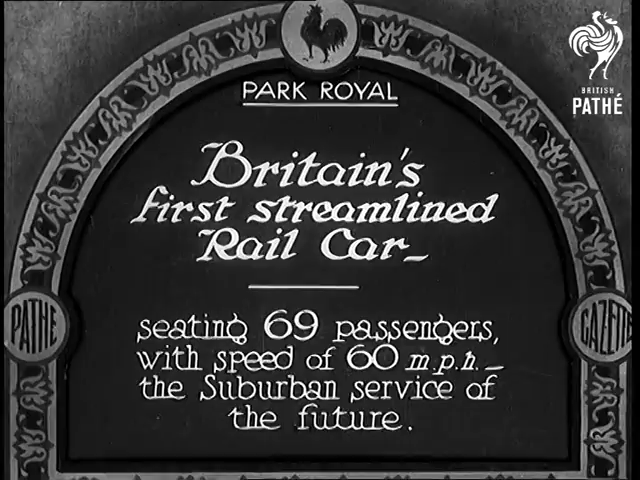 BRITISH
PATHÉ
PARK ROYAL
Britain's
first streamlined
Rail Car—
seating 69 passengers,
with speed of 60 m.p.h.—
the Suburban service of
the future.
PATHE
GAZETTE